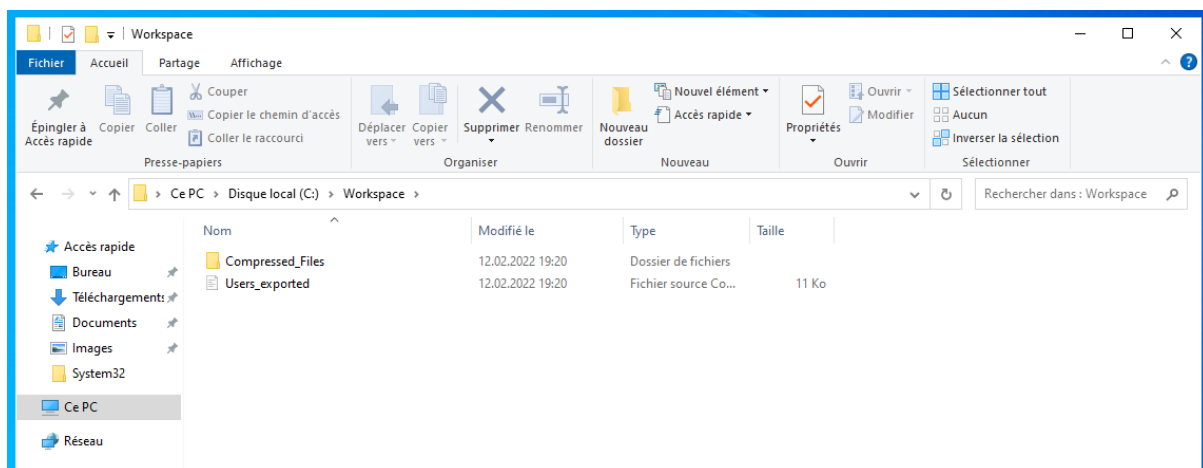 Workspace
Fichier Accueil Partage Affichage
Épingler à Accès rapide
Copier
Coller
Couper
Copier le chemin d'accès
Coller le raccourci
Presse-papiers
Déplacer vers
Copier vers
Supprimer
Renommer
Organiser
Nouveau dossier
Nouvel élément
Accès rapide
Nouveau
Propriétés
Ouvrir
Modifier
Ouvrir
Sélectionner tout
Aucun
Inverser la sélection
Sélectionner
Ce PC > Disque local (C:) > Workspace >
Rechercher dans : Workspace
Nom Modifié le Type Taille
Compressed_Files 12.02.2022 19:20 Dossier de fichiers
Users_exported 12.02.2022 19:20 Fichier source Co... 11 Ko
Accès rapide
Bureau
Téléchargements
Documents
Images
System32
Ce PC
Réseau